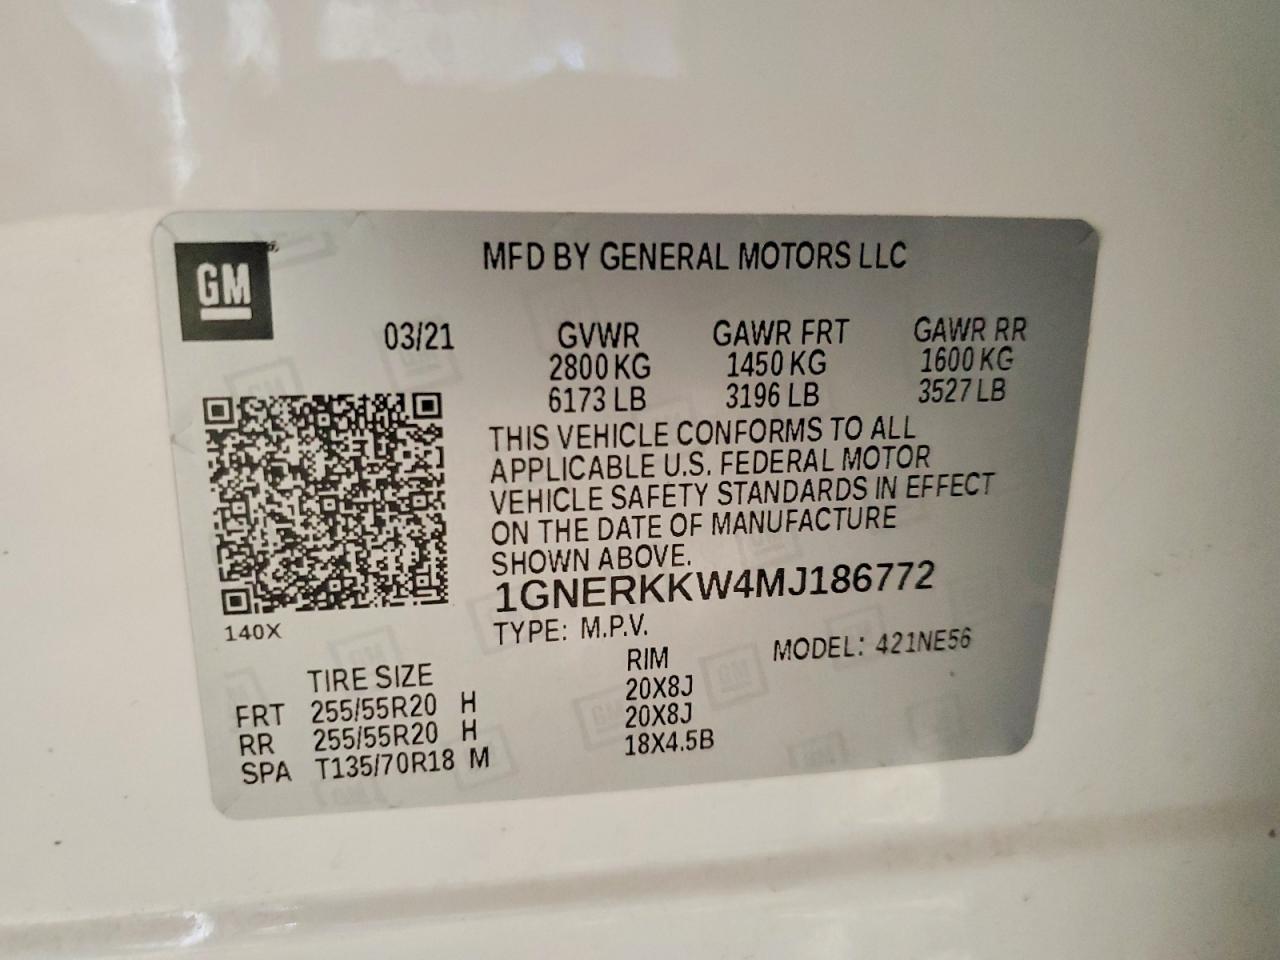 GM
MFD BY GENERAL MOTORS LLC
03/21 GVWR GAWR FRT GAWR RR
2800 KG 1450 KG 1600 KG
6173 LB 3196 LB 3527 LB
THIS VEHICLE CONFORMS TO ALL
APPLICABLE U.S. FEDERAL MOTOR
VEHICLE SAFETY STANDARDS IN EFFECT
ON THE DATE OF MANUFACTURE
SHOWN ABOVE.
1GNERKKW4MJ186772
140X
TYPE: M.P.V. MODEL: 421NE56
TIRE SIZE RIM
FRT 255/55R20 H 20X8J
RR 255/55R20 H 20X8J
SPA T135/70R18 M 18X4.5B